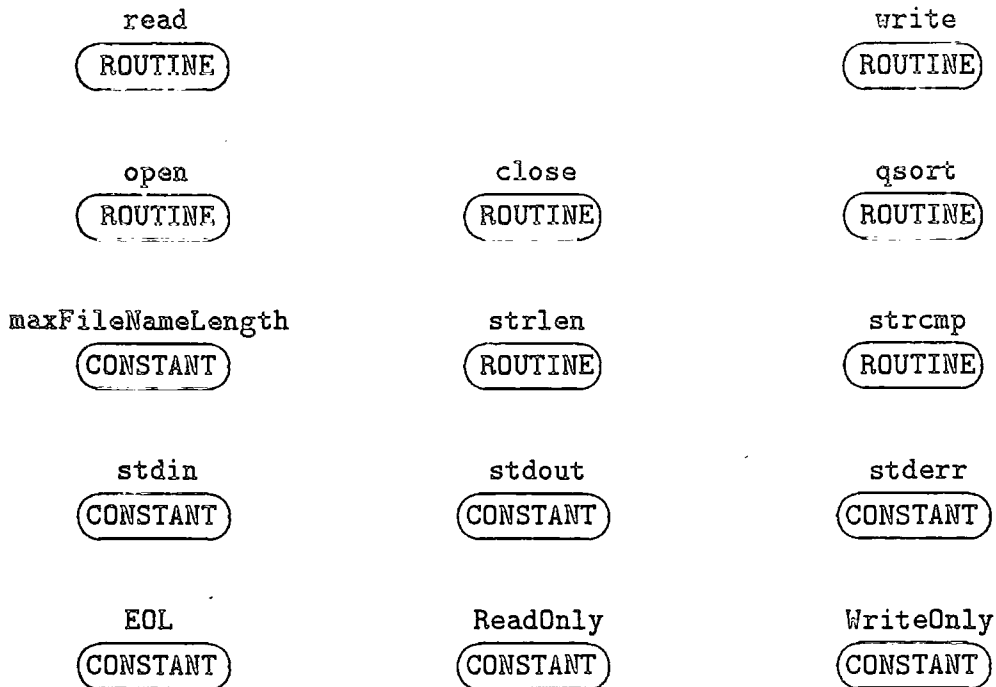 read write
ROUTINE ROUTINE
open close qsort
ROUTINE ROUTINE ROUTINE
maxFileNameLength strlen strcmp
CONSTANT ROUTINE ROUTINE
stdin stdout stderr
CONSTANT CONSTANT CONSTANT
EOL ReadOnly WriteOnly
CONSTANT CONSTANT CONSTANT